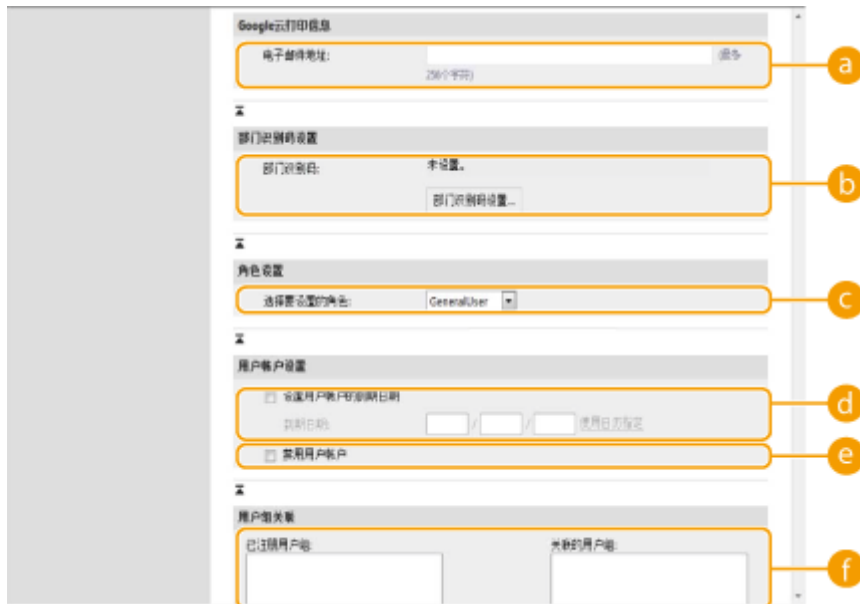 Google云打印信息
电子邮件地址: (最多
256个字符)
a
部门识别码设置
部门识别码: 未设置。
部门识别码设置...
b
角色设置
选择要设置的角色: GeneralUser
c
用户帐户设置
设置用户帐户的到期日期
到期日期: / / 使用日历指定
d
禁用用户帐户
e
用户组关联
已注册用户组: 关联的用户组:
f